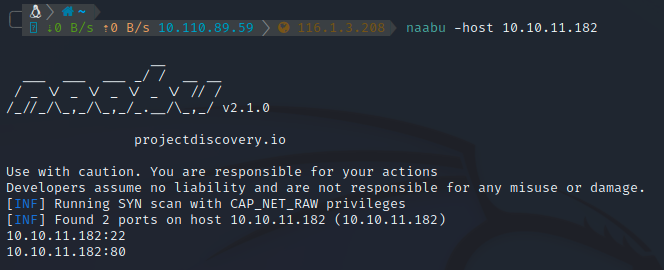 ~
↓0 B/s ↑0 B/s 10.110.89.59 116.1.3.208 naabu -host 10.10.11.182
naabu v2.1.0
projectdiscovery.io
Use with caution. You are responsible for your actions
Developers assume no liability and are not responsible for any misuse or damage.
[INF] Running SYN scan with CAP_NET_RAW privileges
[INF] Found 2 ports on host 10.10.11.182 (10.10.11.182)
10.10.11.182:22
10.10.11.182:80